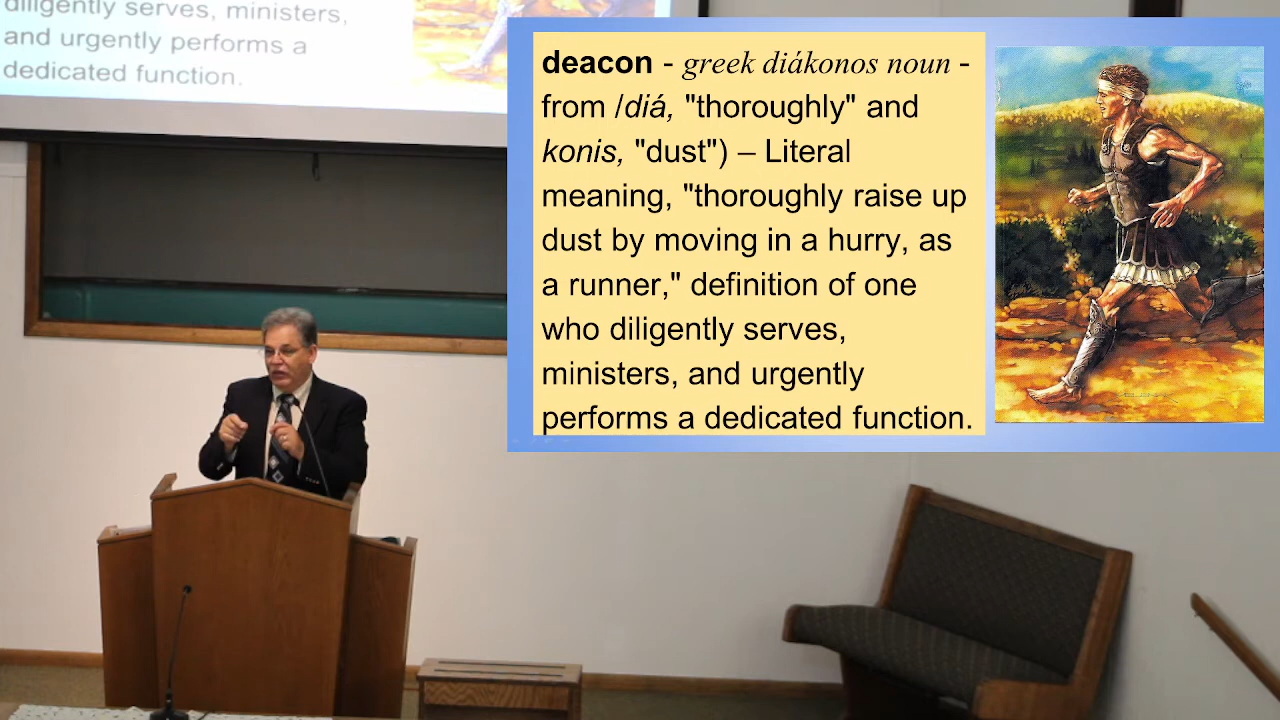 diligently serves, ministers,
and urgently performs a
dedicated function.
deacon - greek diákonos noun -
from /diá, "thoroughly" and
konis, "dust") – Literal
meaning, "thoroughly raise up
dust by moving in a hurry, as
a runner," definition of one
who diligently serves,
ministers, and urgently
performs a dedicated function.